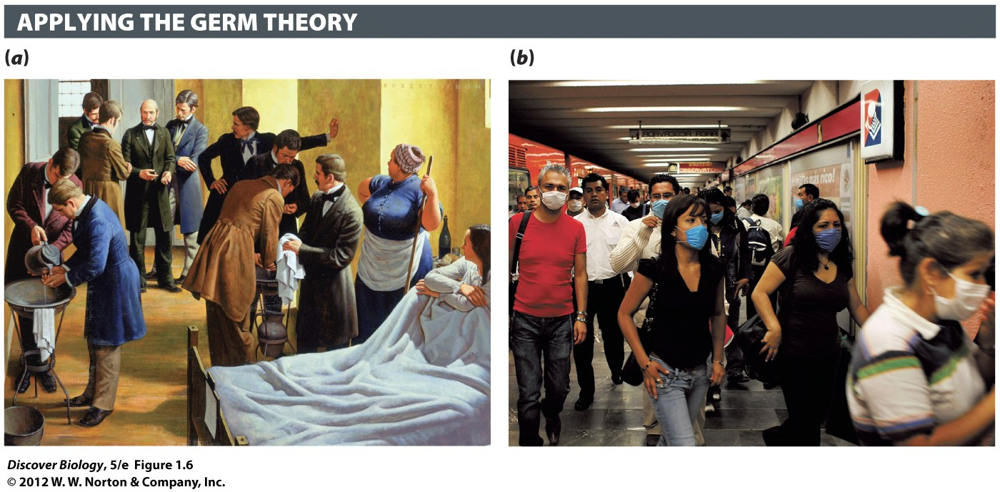 APPLYING THE GERM THEORY
(a)
(b)
ROBERT THOM
más rico!
Discover Biology, 5/e Figure 1.6
© 2012 W. W. Norton & Company, Inc.